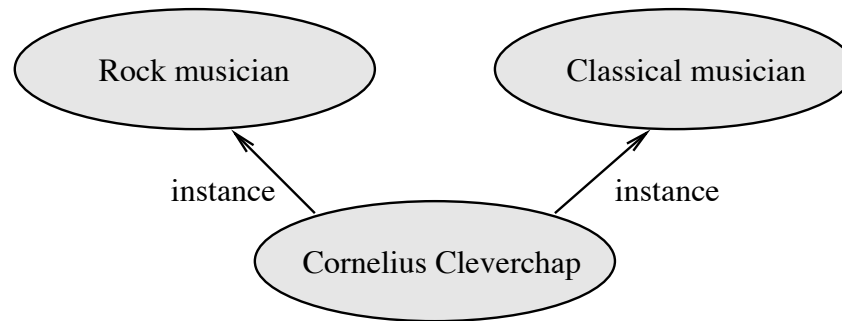 Rock musician
Classical musician
instance
instance
Cornelius Cleverchap